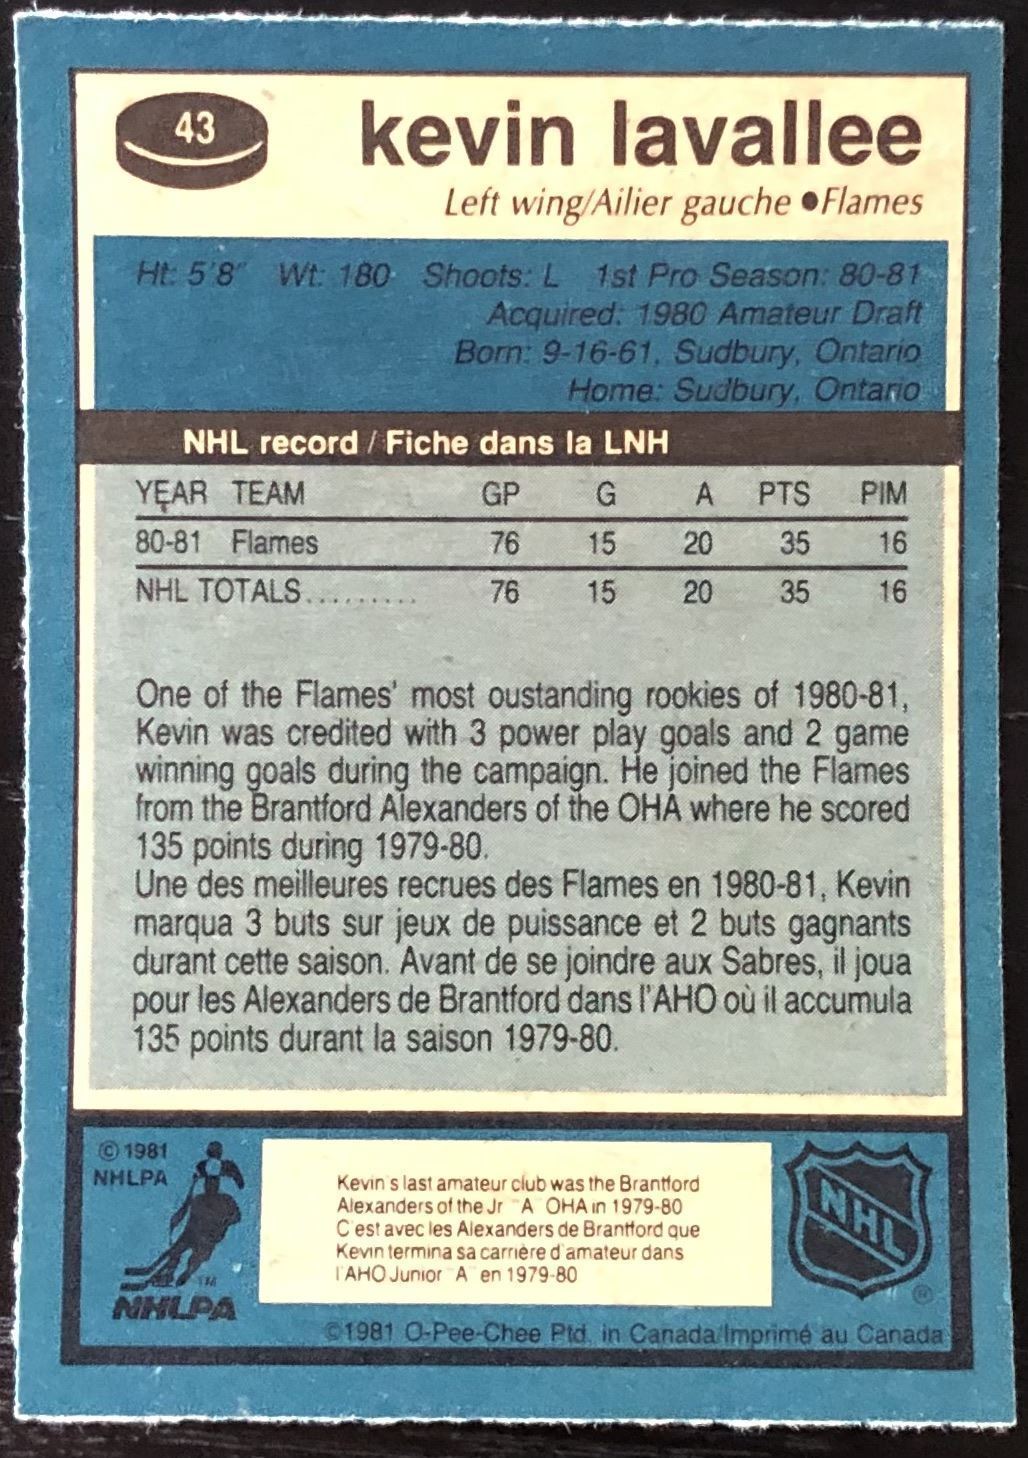 43
kevin lavallee
Left wing/Ailier gauche ●Flames
Ht: 5'8" Wt: 180 Shoots: L 1st Pro Season: 80-81
Acquired: 1980 Amateur Draft
Born: 9-16-61, Sudbury, Ontario
Home: Sudbury, Ontario
NHL record / Fiche dans la LNH
YEAR TEAM GP G A PTS PIM
80-81 Flames 76 15 20 35 16
NHL TOTALS.......... 76 15 20 35 16
One of the Flames' most oustanding rookies of 1980-81,
Kevin was credited with 3 power play goals and 2 game
winning goals during the campaign. He joined the Flames
from the Brantford Alexanders of the OHA where he scored
135 points during 1979-80.
Une des meilleures recrues des Flames en 1980-81, Kevin
marqua 3 buts sur jeux de puissance et 2 buts gagnants
durant cette saison. Avant de se joindre aux Sabres, il joua
pour les Alexanders de Brantford dans l'AHO où il accumula
135 points durant la saison 1979-80.
© 1981
NHLPA
Kevin's last amateur club was the Brantford
Alexanders of the Jr "A" OHA in 1979-80
C'est avec les Alexanders de Brantford que
Kevin termina sa carrière d'amateur dans
l'AHO Junior "A" en 1979-80
NHL
®
TM
NHLPA
©1981 O-Pee-Chee Ptd. in Canada/Imprimé au Canada